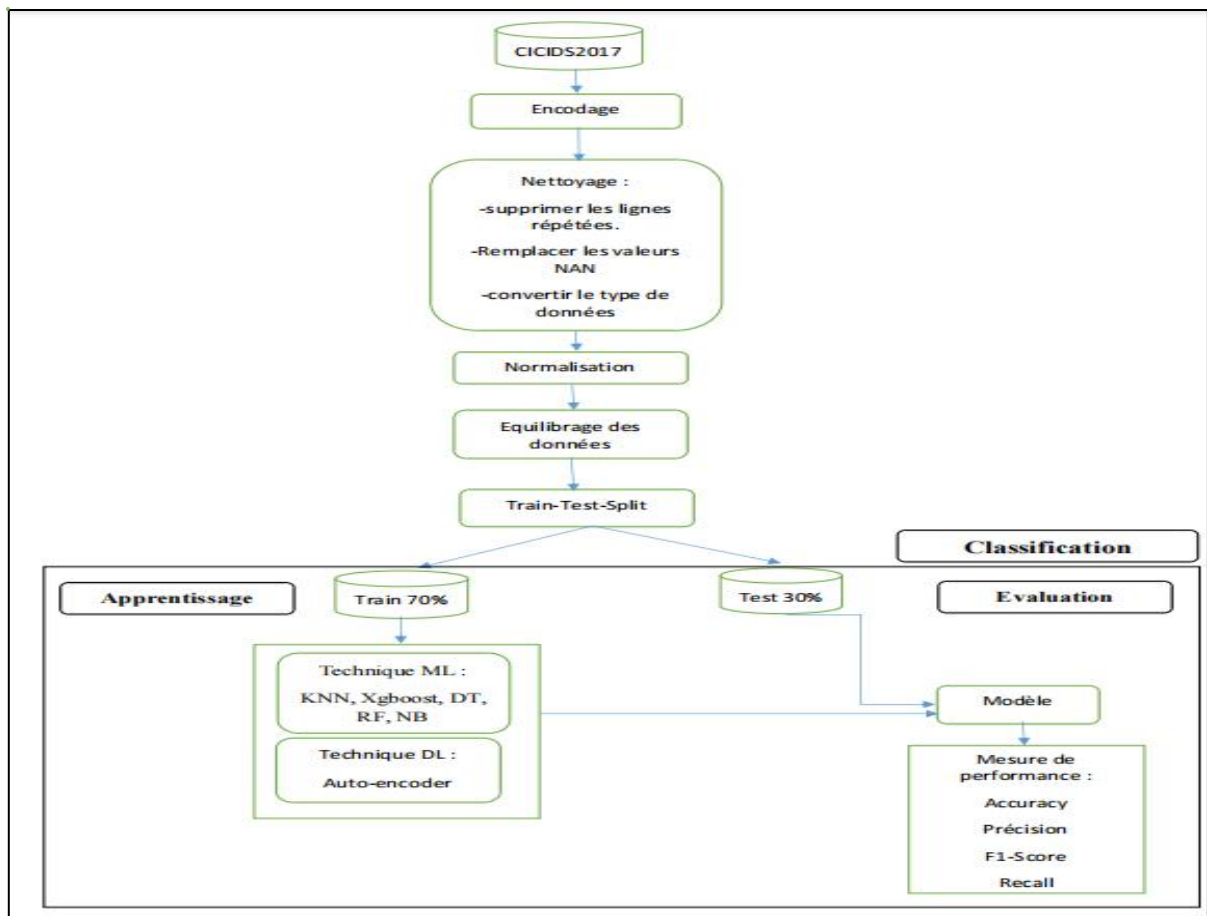 CICIDS2017
Encodage
Nettoyage :
-supprimer les lignes
répétées.
-Remplacer les valeurs
NAN
-convertir le type de
données
Normalisation
Equilibrage des
données
Train-Test-Split
Classification
Apprentissage
Train 70%
Test 30%
Evaluation
Technique ML :
KNN, Xgboost, DT,
RF, NB
Technique DL :
Auto-encoder
Modèle
Mesure de
performance :
Accuracy
Précision
F1-Score
Recall